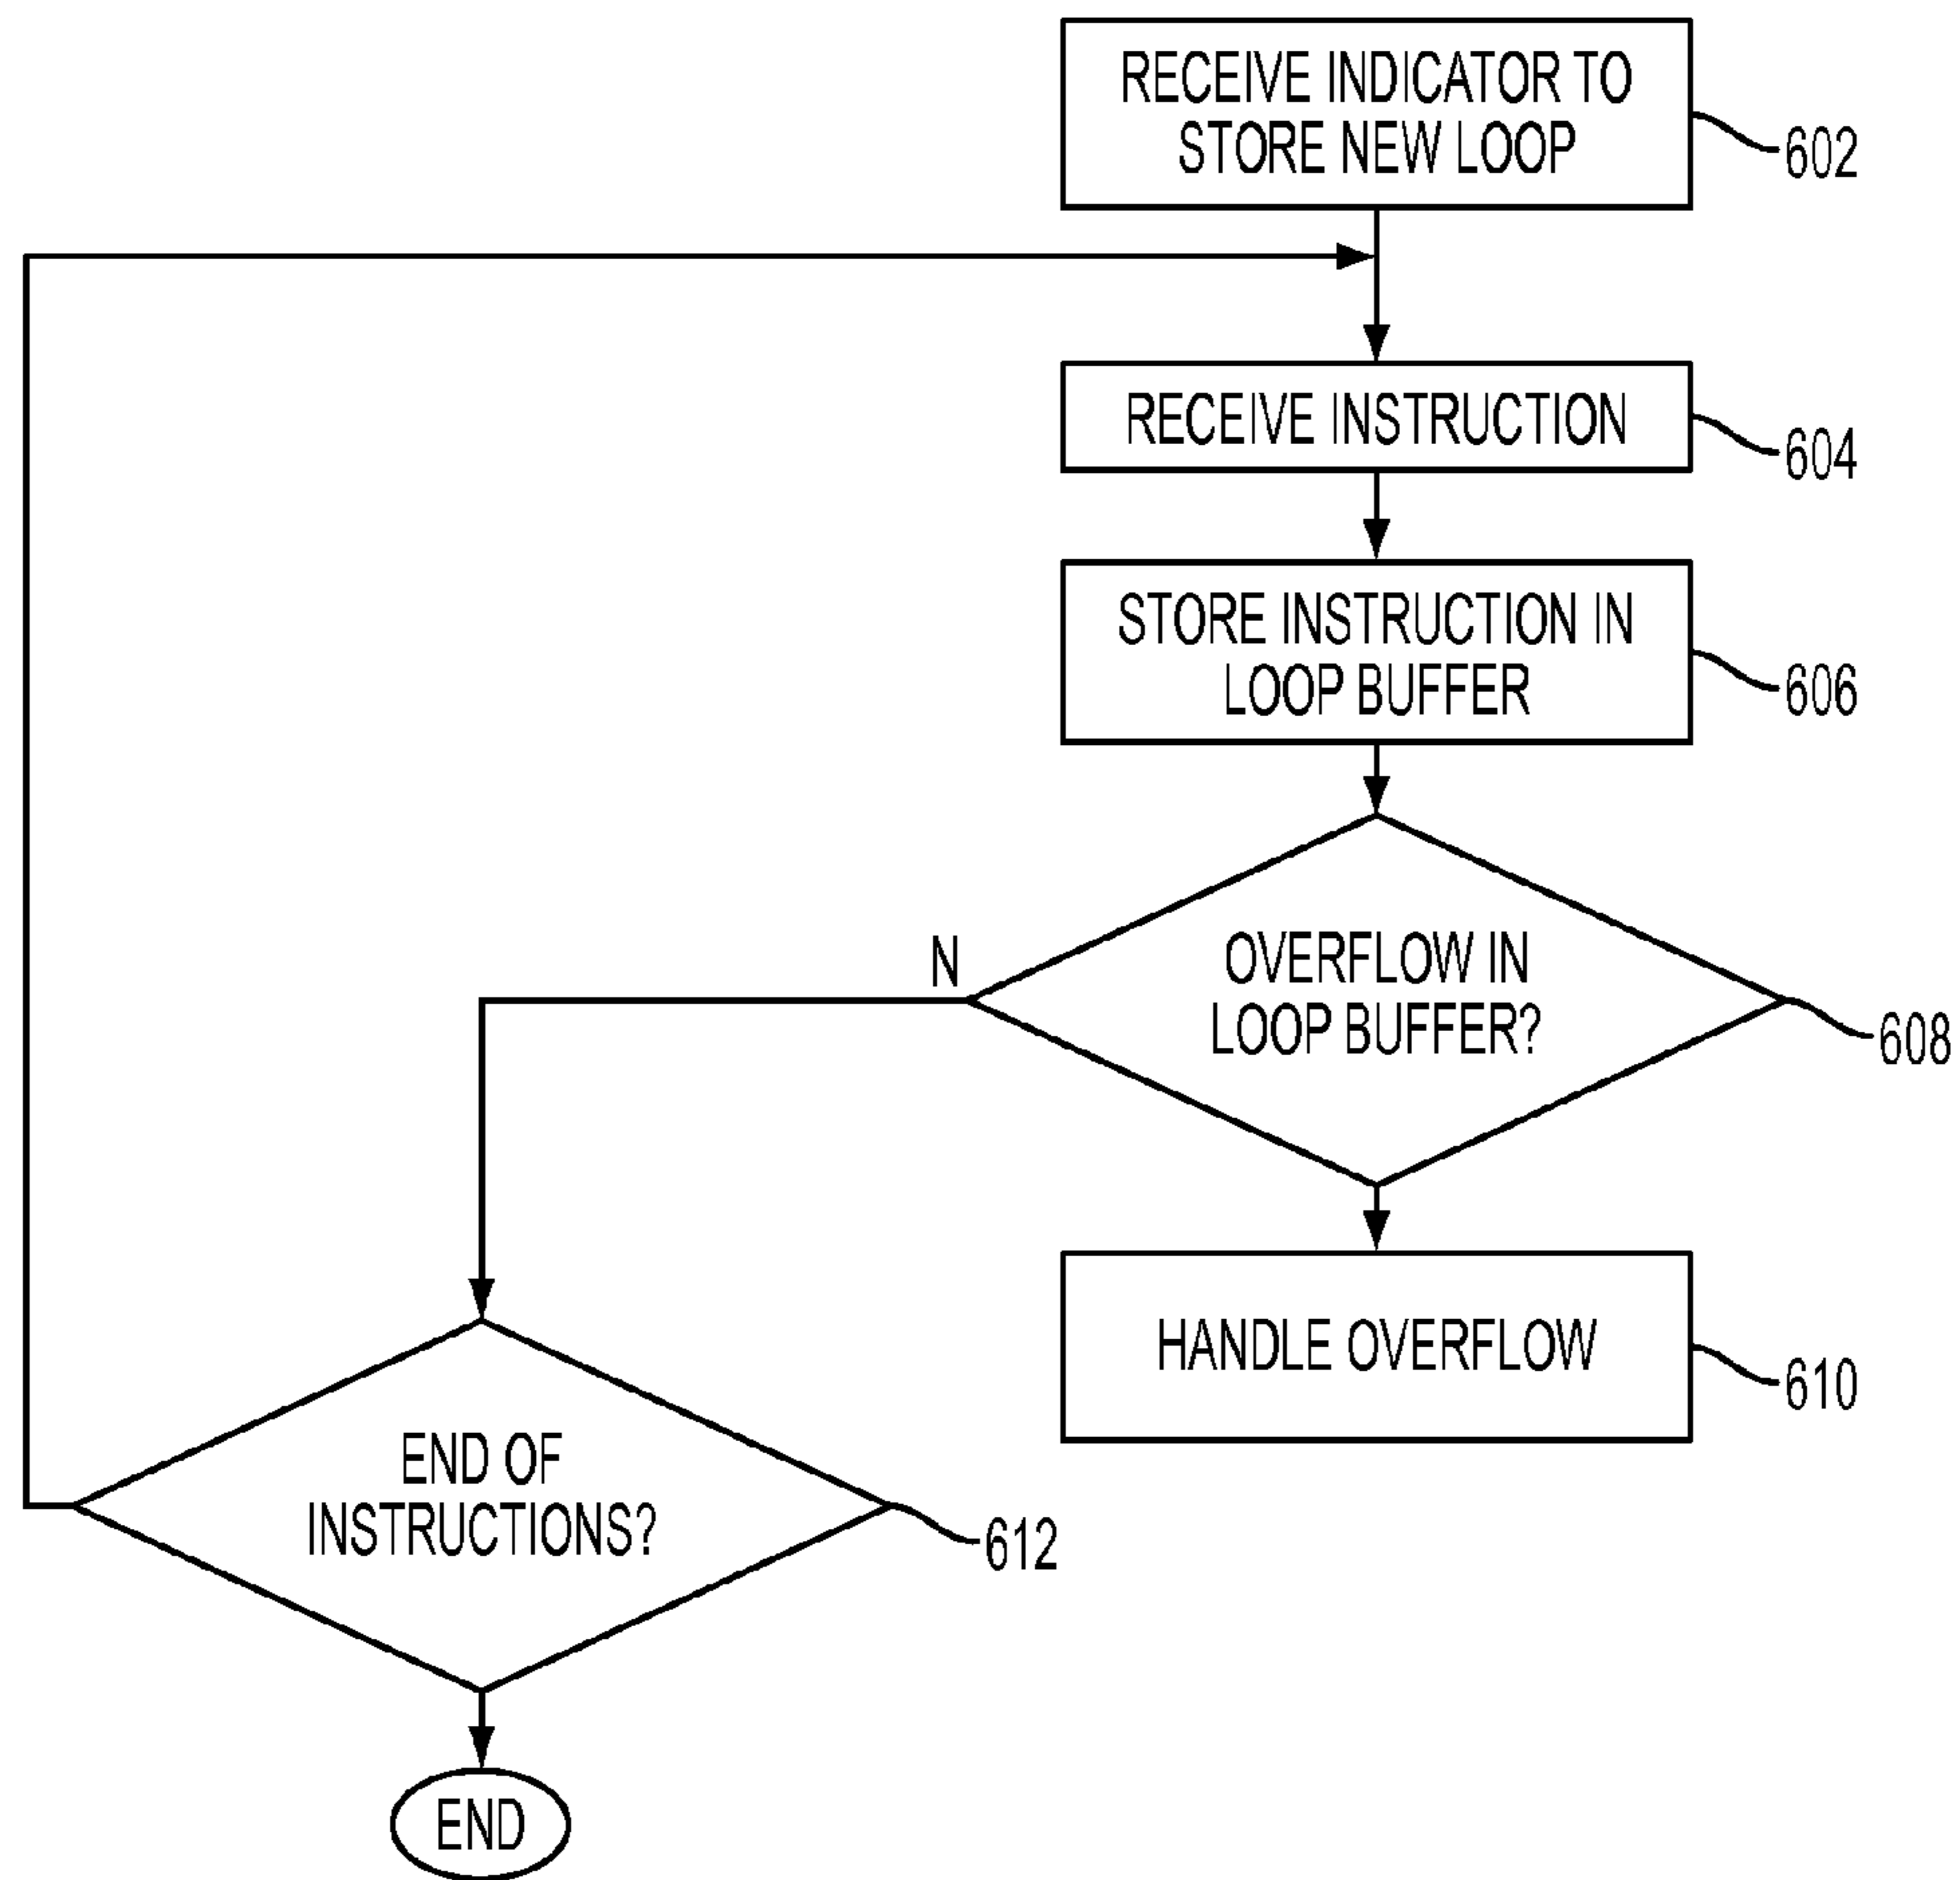 RECEIVE INDICATOR TO
STORE NEW LOOP
602
RECEIVE INSTRUCTION
604
STORE INSTRUCTION IN
LOOP BUFFER
606
N
OVERFLOW IN
LOOP BUFFER?
608
HANDLE OVERFLOW
610
END OF
INSTRUCTIONS?
612
END